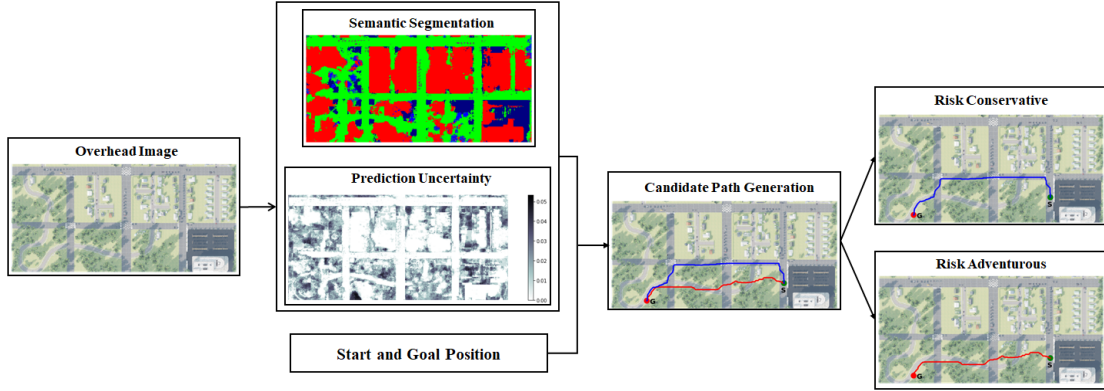 Semantic Segmentation
Overhead Image
Prediction Uncertainty
0.05
0.04
0.03
0.02
0.01
0.00
Start and Goal Position
Candidate Path Generation
G
S
Risk Conservative
G
S
Risk Adventurous
G
S